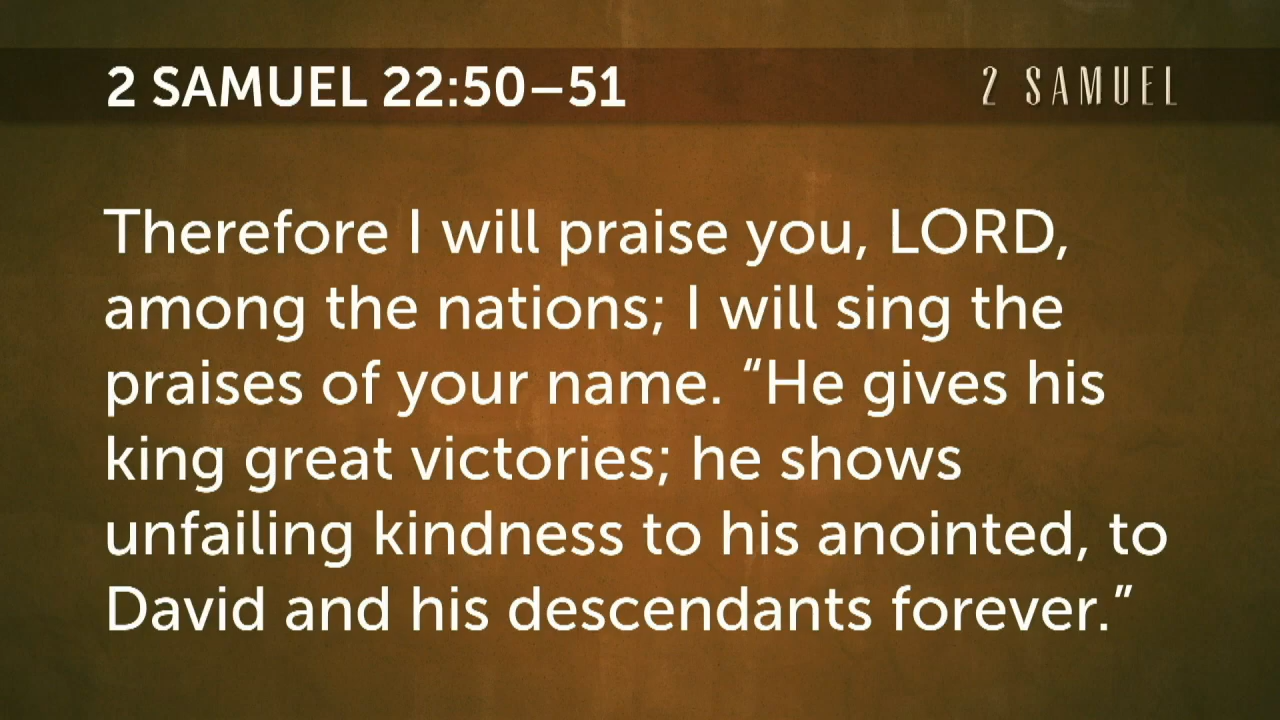 2 SAMUEL 22:50–51
2 SAMUEL
Therefore I will praise you, LORD,
among the nations; I will sing the
praises of your name. “He gives his
king great victories; he shows
unfailing kindness to his anointed, to
David and his descendants forever.”